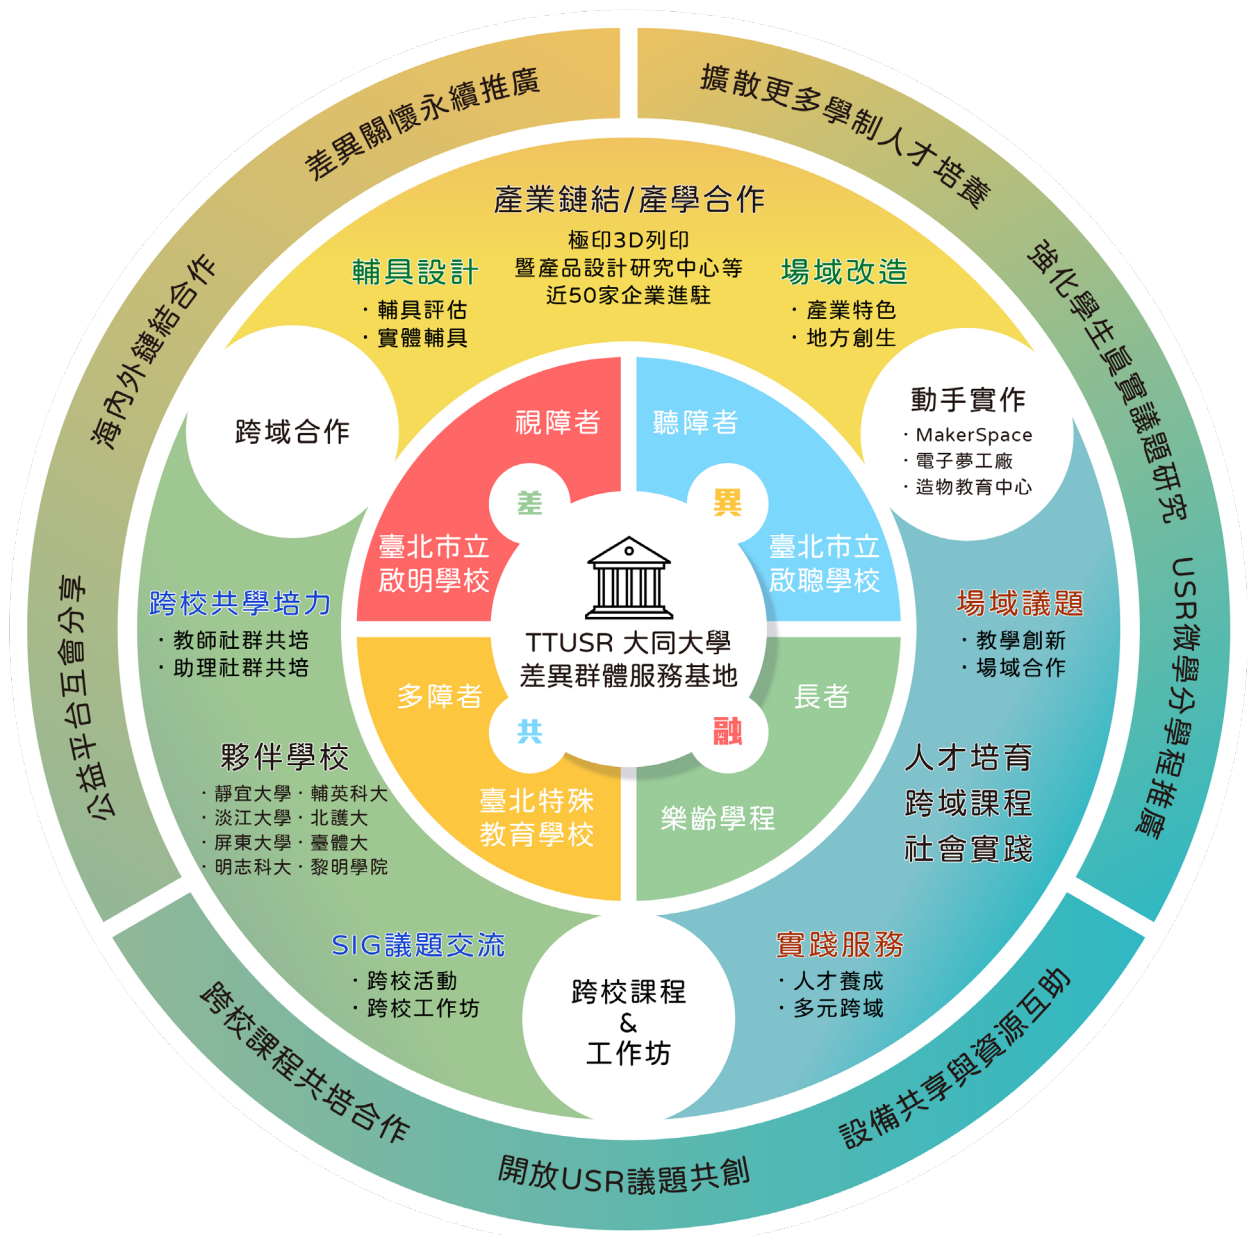 差異關懷永續推廣
擴散更多學制人才培養
海內外鏈結合作
強化學生員實議題研究
公益平台互會分享
USR微學分學程推廣
跨校課程共培合作
開放USR議題共創
設備共享與資源互助
產業鏈結/產學合作
極印3D列印
暨產品設計研究中心等
近50家企業進駐
輔具設計
・輔具評估
・實體輔具
場域改造
・產業特色
・地方創生
跨域合作
動手實作
・MakerSpace
・電子夢工廠
・造物教育中心
視障者
聽障者
差
異
臺北市立
啟明學校
臺北市立
啟聰學校
TTUSR 大同大學
差異群體服務基地
多障者
長者
共
融
臺北特殊
教育學校
樂齡學程
跨校共學培力
・教師社群共培
・助理社群共培
場域議題
・教學創新
・場域合作
夥伴學校
・靜宜大學・輔英科大
・淡江大學・北護大
・屏東大學・臺體大
・明志科大・黎明學院
人才培育
跨域課程
社會實踐
SIG議題交流
・跨校活動
・跨校工作坊
實踐服務
・人才養成
・多元跨域
跨校課程
&
工作坊